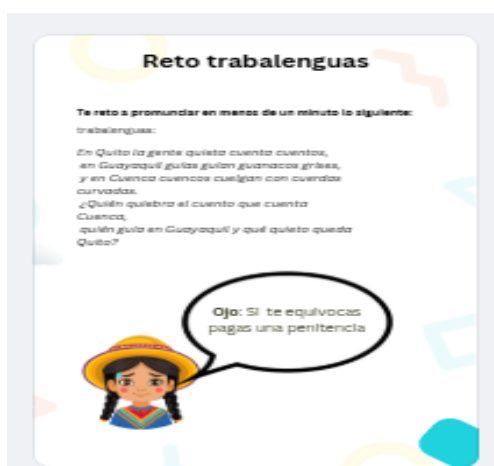 Reto trabalenguas
Te reto a pronunciar en menos de un minuto lo siguiente:
trabalenguas:
En Quito la gente quieta cuenta cuentos,
en Guayaquil guías guían guanacos grises,
y en Cuenca cuencos cuelgan con cuerdas
curvadas.
¿Quién quiebra el cuento que cuenta
Cuenca,
quién guía en Guayaquil y qué quieto queda
Quito?
Ojo: Si te equivocas
pagas una penitencia